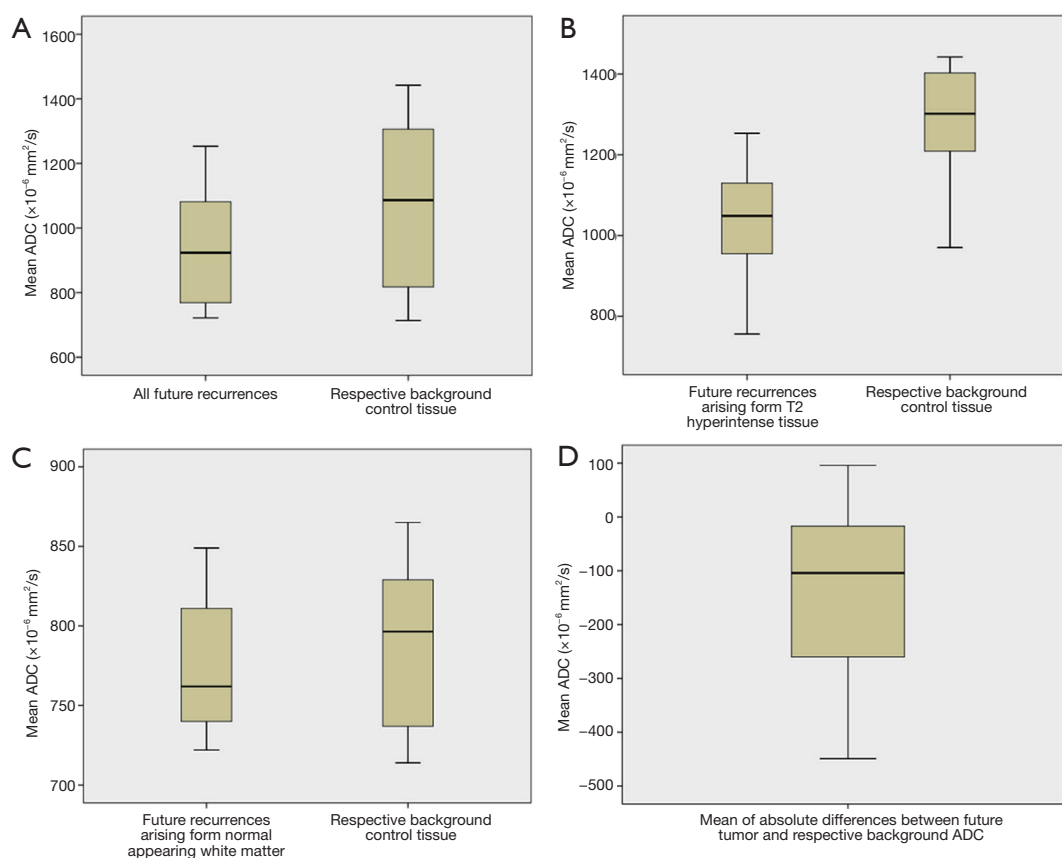 A
Mean ADC (×10⁻⁶ mm²/s)
1600
1400
1200
1000
800
600
All future recurrences
Respective background
control tissue
B
Mean ADC (×10⁻⁶ mm²/s)
1400
1200
1000
800
Future recurrences
arising form T2
hyperintense tissue
Respective background
control tissue
C
Mean ADC (×10⁻⁶ mm²/s)
900
850
800
750
700
Future recurrences
arising form normal
appearing white matter
Respective background
control tissue
D
Mean ADC (×10⁻⁶ mm²/s)
100
0
−100
−200
−300
−400
−500
Mean of absolute differences between future
tumor and respective background ADC